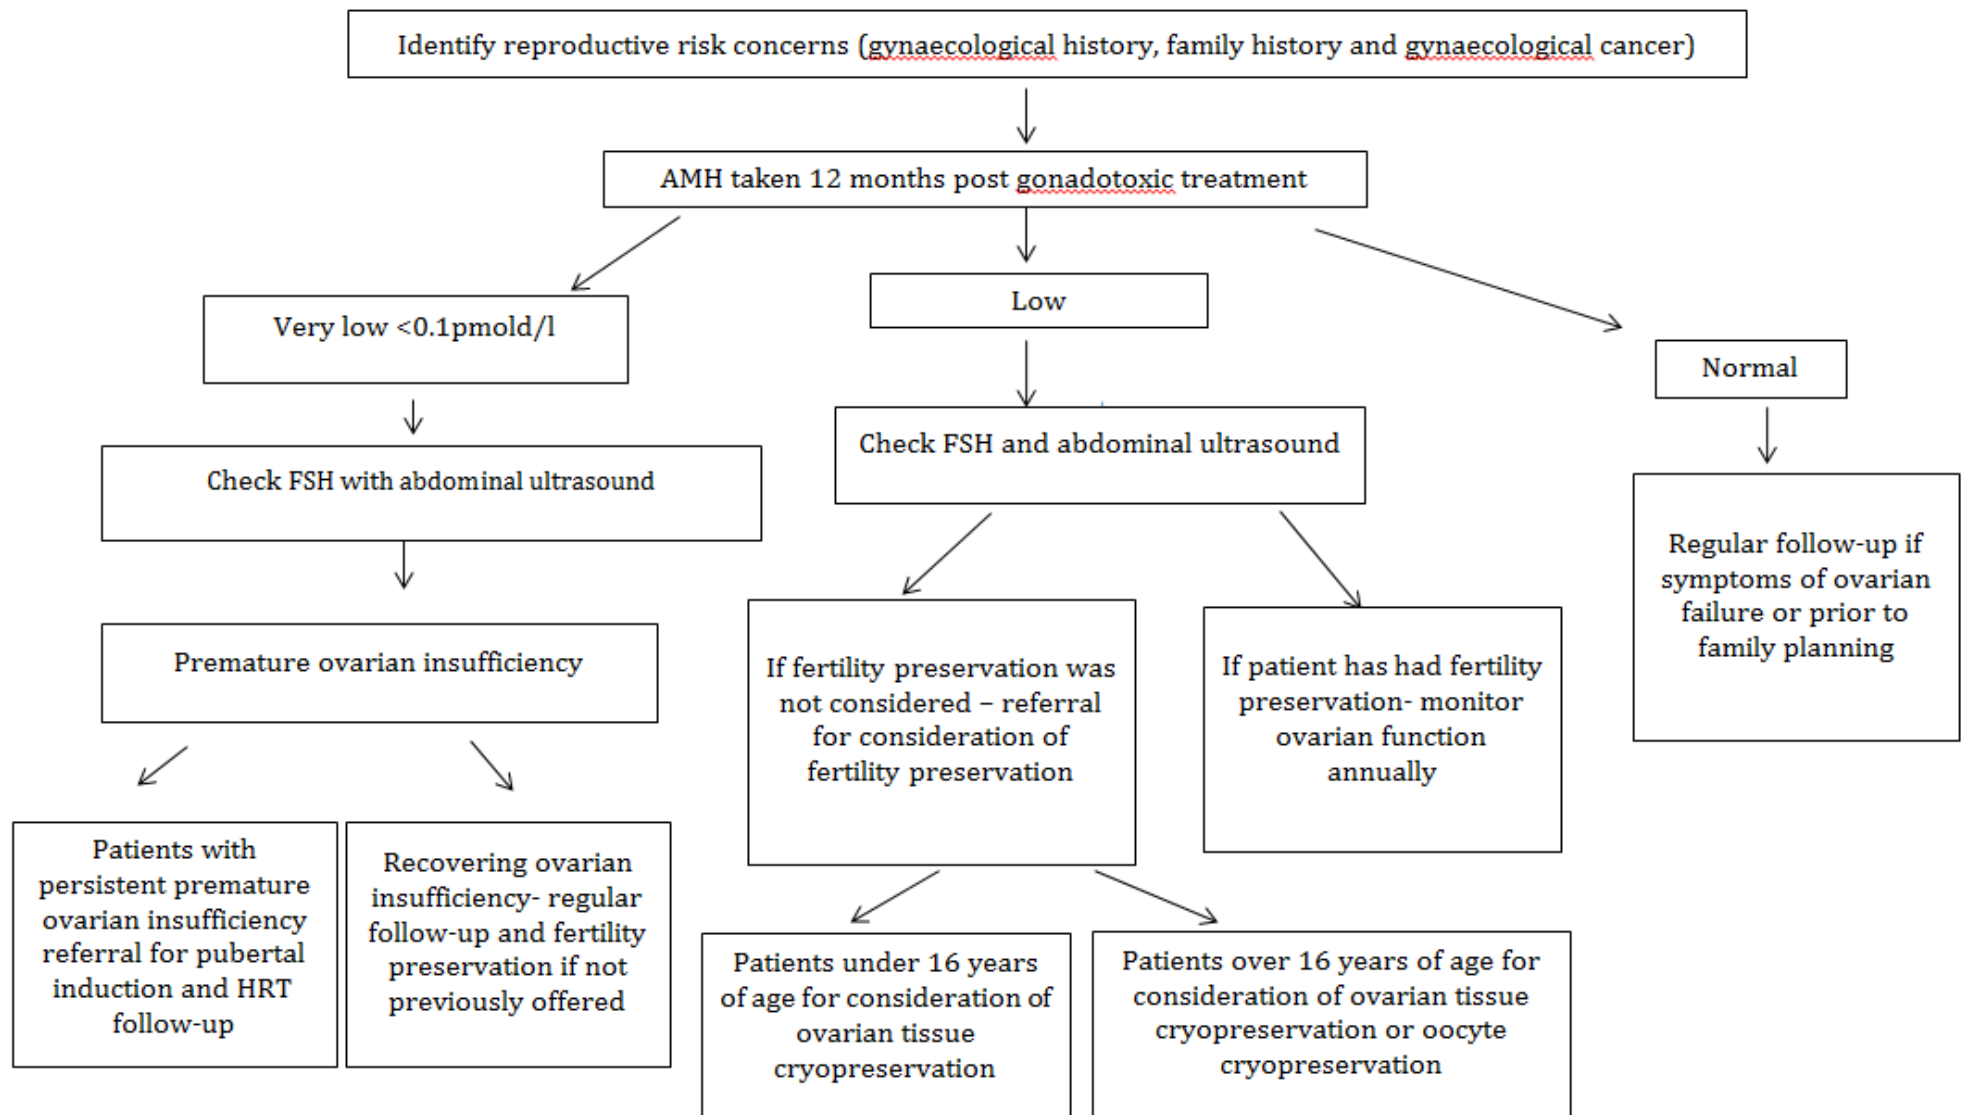 Identify reproductive risk concerns (gynaecological history, family history and gynaecological cancer)
AMH taken 12 months post gonadotoxic treatment
Very low <0.1pmold/l
Low
Normal
Check FSH with abdominal ultrasound
Check FSH and abdominal ultrasound
Regular follow-up if
symptoms of ovarian
failure or prior to
family planning
Premature ovarian insufficiency
If fertility preservation was
not considered – referral
for consideration of
fertility preservation
If patient has had fertility
preservation- monitor
ovarian function
annually
Patients with
persistent premature
ovarian insufficiency
referral for pubertal
induction and HRT
follow-up
Recovering ovarian
insufficiency- regular
follow-up and fertility
preservation if not
previously offered
Patients under 16 years
of age for consideration of
ovarian tissue
cryopreservation
Patients over 16 years of age for
consideration of ovarian tissue
cryopreservation or oocyte
cryopreservation